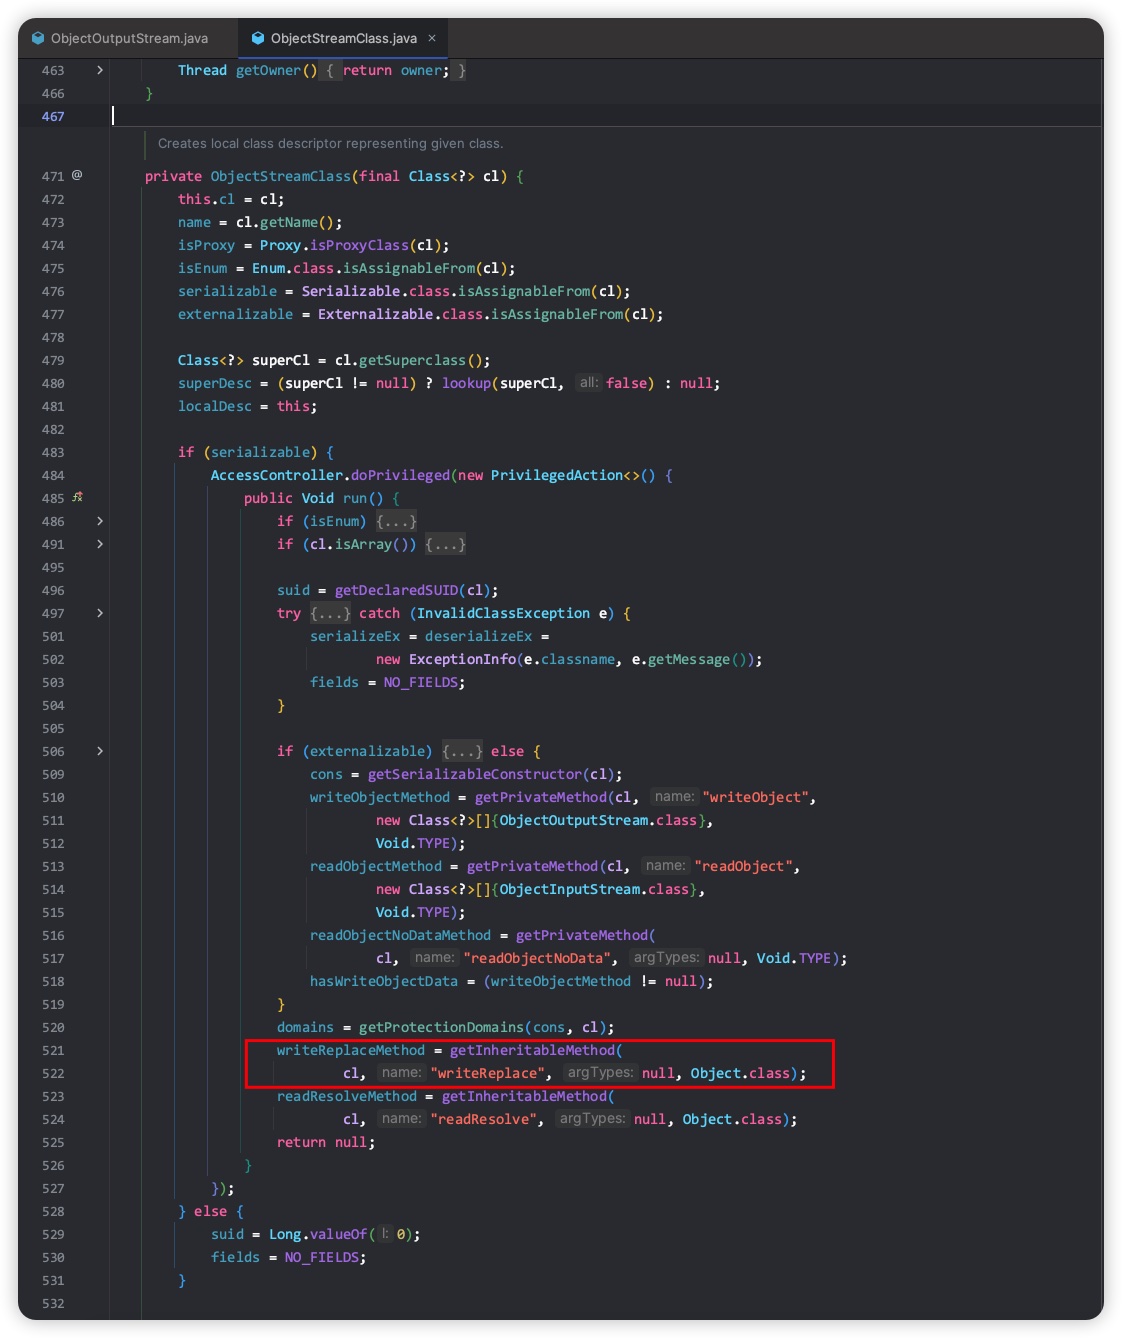 ObjectOutputStream.java ObjectStreamClass.java ×
463 > Thread getOwner() { return owner; }
466 }
467
Creates local class descriptor representing given class.
471 @ private ObjectStreamClass(final Class<?> cl) {
472 this.cl = cl;
473 name = cl.getName();
474 isProxy = Proxy.isProxyClass(cl);
475 isEnum = Enum.class.isAssignableFrom(cl);
476 serializable = Serializable.class.isAssignableFrom(cl);
477 externalizable = Externalizable.class.isAssignableFrom(cl);
478
479 Class<?> superCl = cl.getSuperclass();
480 superDesc = (superCl != null) ? lookup(superCl, all: false) : null;
481 localDesc = this;
482
483 if (serializable) {
484 AccessController.doPrivileged(new PrivilegedAction<>() {
485 public Void run() {
486 > if (isEnum) {...}
491 > if (cl.isArray()) {...}
495
496 suid = getDeclaredSUID(cl);
497 > try {...} catch (InvalidClassException e) {
501 serializeEx = deserializeEx =
502 new ExceptionInfo(e.classname, e.getMessage());
503 fields = NO_FIELDS;
504 }
505
506 > if (externalizable) {...} else {
509 cons = getSerializableConstructor(cl);
510 writeObjectMethod = getPrivateMethod(cl, name: "writeObject",
511 new Class<?>[]{ObjectOutputStream.class},
512 Void.TYPE);
513 readObjectMethod = getPrivateMethod(cl, name: "readObject",
514 new Class<?>[]{ObjectInputStream.class},
515 Void.TYPE);
516 readObjectNoDataMethod = getPrivateMethod(
517 cl, name: "readObjectNoData", argTypes: null, Void.TYPE);
518 hasWriteObjectData = (writeObjectMethod != null);
519 }
520 domains = getProtectionDomains(cons, cl);
521 writeReplaceMethod = getInheritableMethod(
522 cl, name: "writeReplace", argTypes: null, Object.class);
523 readResolveMethod = getInheritableMethod(
524 cl, name: "readResolve", argTypes: null, Object.class);
525 return null;
526 }
527 });
528 } else {
529 suid = Long.valueOf( l: 0);
530 fields = NO_FIELDS;
531 }
532